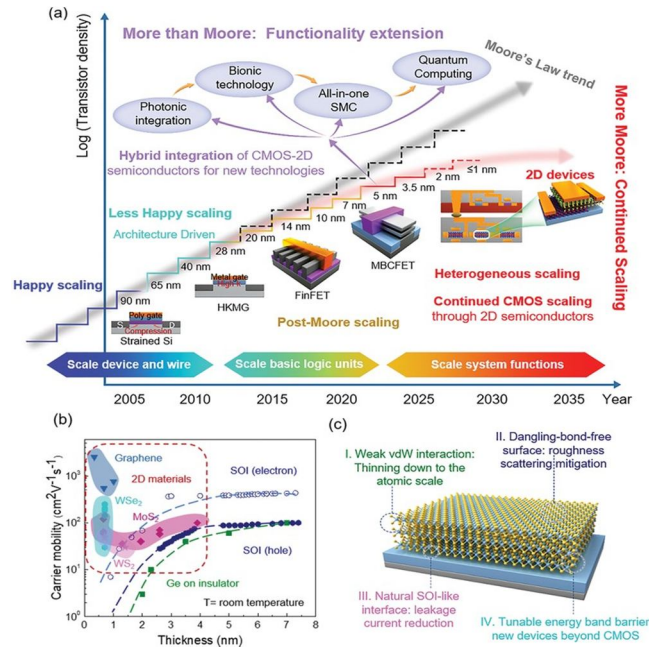 (a)
More than Moore: Functionality extension
Moore's Law trend
Log (Transistor density)
Photonic
integration
Bionic
technology
All-in-one
SMC
Quantum
Computing
Hybrid integration of CMOS-2D
semiconductors for new technologies
Less Happy scaling
Architecture Driven
Happy scaling
90 nm
65 nm
40 nm
28 nm
20 nm
14 nm
10 nm
7 nm
5 nm
3.5 nm
2 nm
≤1 nm
2D devices
More Moore: Continued Scaling
Poly gate
S
D
Compression
Strained Si
Metal gate
High k
HKMG
FinFET
MBCFET
Post-Moore scaling
Heterogeneous scaling
Continued CMOS scaling
through 2D semiconductors
Scale device and wire
Scale basic logic units
Scale system functions
2005
2010
2015
2020
2025
2030
2035
Year
(b)
Carrier mobility (cm²V⁻¹s⁻¹)
10³
10²
10¹
10⁰
Graphene
2D materials
SOI (electron)
WSe₂
MoS₂
WS₂
SOI (hole)
Ge on insulator
T= room temperature
0 1 2 3 4 5 6 7 8
Thickness (nm)
(c)
I. Weak vdW interaction:
Thinning down to the
atomic scale
II. Dangling-bond-free
surface: roughness
scattering mitigation
III. Natural SOI-like
interface: leakage
current reduction
IV. Tunable energy band barrier
new devices beyond CMOS